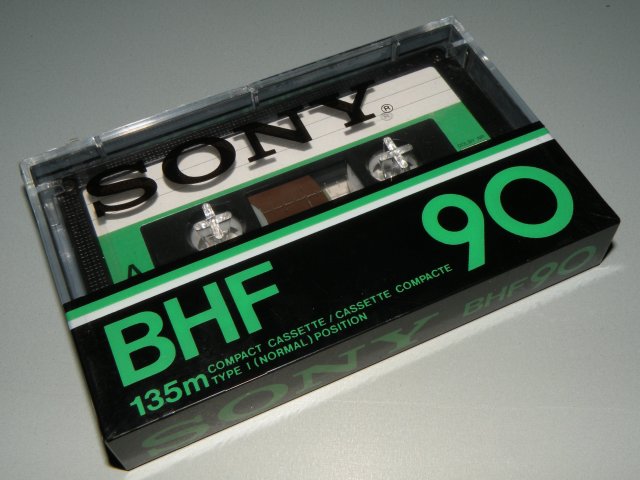 SONY®
A
BHF 90
135m COMPACT CASSETTE / CASSETTE COMPACTE
TYPE I (NORMAL) POSITION
SONY BHF90